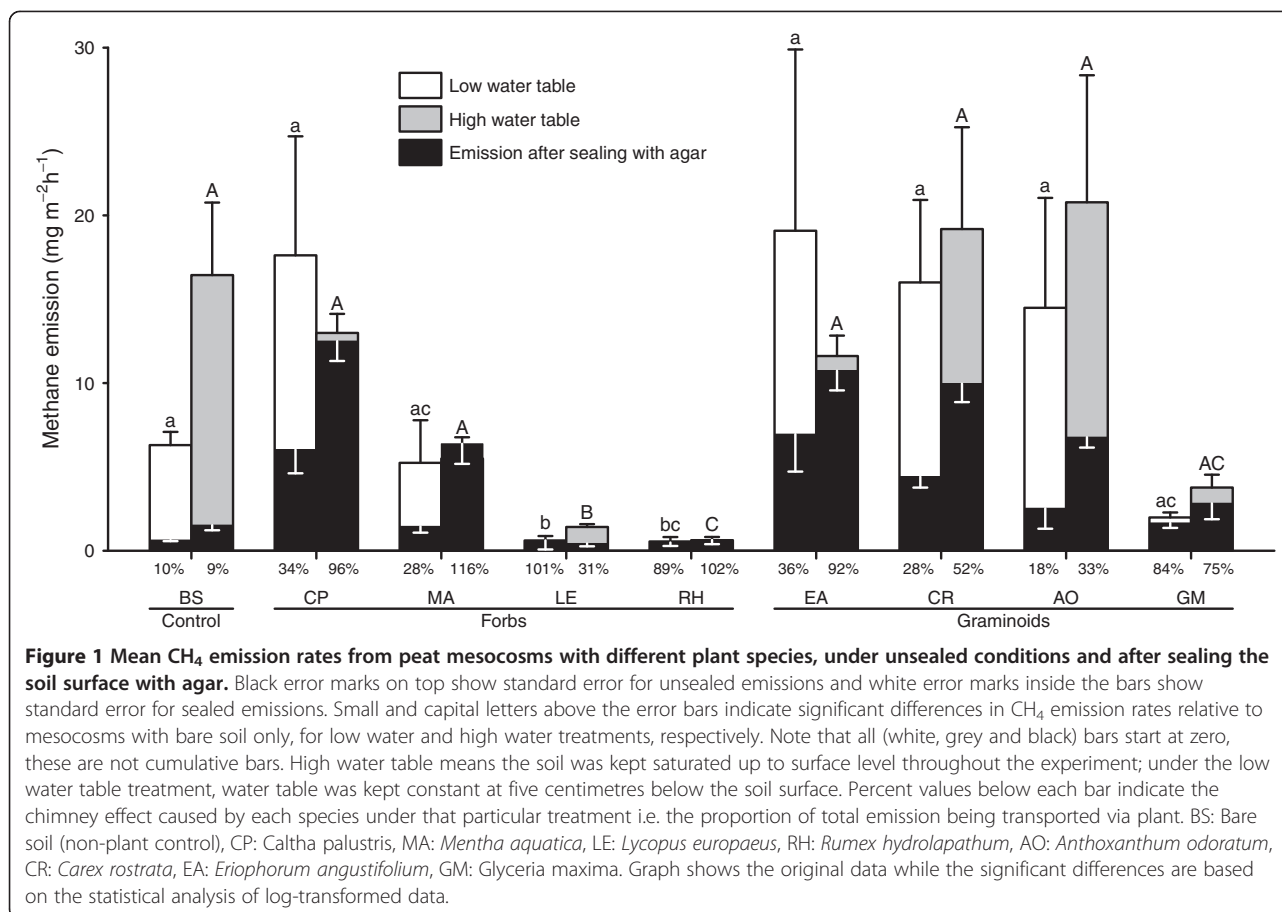 30
20
10
0
Methane emission (mg m⁻²h⁻¹)
Low water table
High water table
Emission after sealing with agar
a A a A ac A b B bc C a A a A a A ac AC
10% 9% 34% 96% 28% 116% 101% 31% 89% 102% 36% 92% 28% 52% 18% 33% 84% 75%
BS CP MA LE RH EA CR AO GM
Control Forbs Graminoids
Figure 1 Mean CH₄ emission rates from peat mesocosms with different plant species, under unsealed conditions and after sealing the
soil surface with agar. Black error marks on top show standard error for unsealed emissions and white error marks inside the bars show
standard error for sealed emissions. Small and capital letters above the error bars indicate significant differences in CH₄ emission rates relative to
mesocosms with bare soil only, for low water and high water treatments, respectively. Note that all (white, grey and black) bars start at zero,
these are not cumulative bars. High water table means the soil was kept saturated up to surface level throughout the experiment; under the low
water table treatment, water table was kept constant at five centimetres below the soil surface. Percent values below each bar indicate the
chimney effect caused by each species under that particular treatment i.e. the proportion of total emission being transported via plant. BS: Bare
soil (non-plant control), CP: Caltha palustris, MA: Mentha aquatica, LE: Lycopus europaeus, RH: Rumex hydrolapathum, AO: Anthoxanthum odoratum,
CR: Carex rostrata, EA: Eriophorum angustifolium, GM: Glyceria maxima. Graph shows the original data while the significant differences are based
on the statistical analysis of log-transformed data.